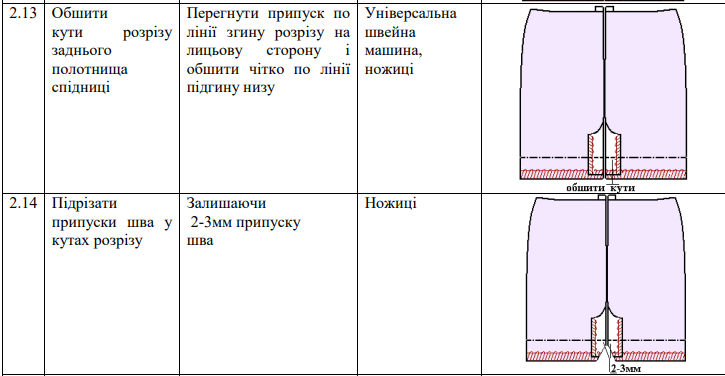 2.13 Обшити кути розрізу заднього полотнища спідниці
Перегнути припуск по лінії згину розрізу на лицьову сторону і обшити чітко по лінії підгину низу
Універсальна швейна машина, ножиці
обшити кути
2.14 Підрізати припуски шва у кутах розрізу
Залишаючи 2-3мм припуску шва
Ножиці
2-3мм